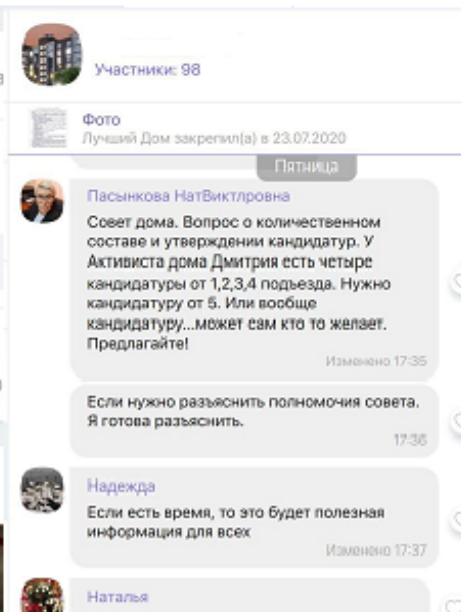 Участники: 98
Фото
Лучший Дом закрепил(а) в 23.07.2020
Пятница
Пасынкова НатВиктлровна
Совет дома. Вопрос о количественном
составе и утверждении кандидатур. У
Активиста дома Дмитрия есть четыре
кандидатуры от 1,2,3,4 подъезда. Нужно
кандидатуру от 5. Или вообще
кандидатуру...может сам кто то желает.
Предлагайте!
Изменено 17:35
Если нужно разъяснить полномочия совета.
Я готова разъяснить.
17:36
Надежда
Если есть время, то это будет полезная
информация для всех
Изменено 17:37
Наталья